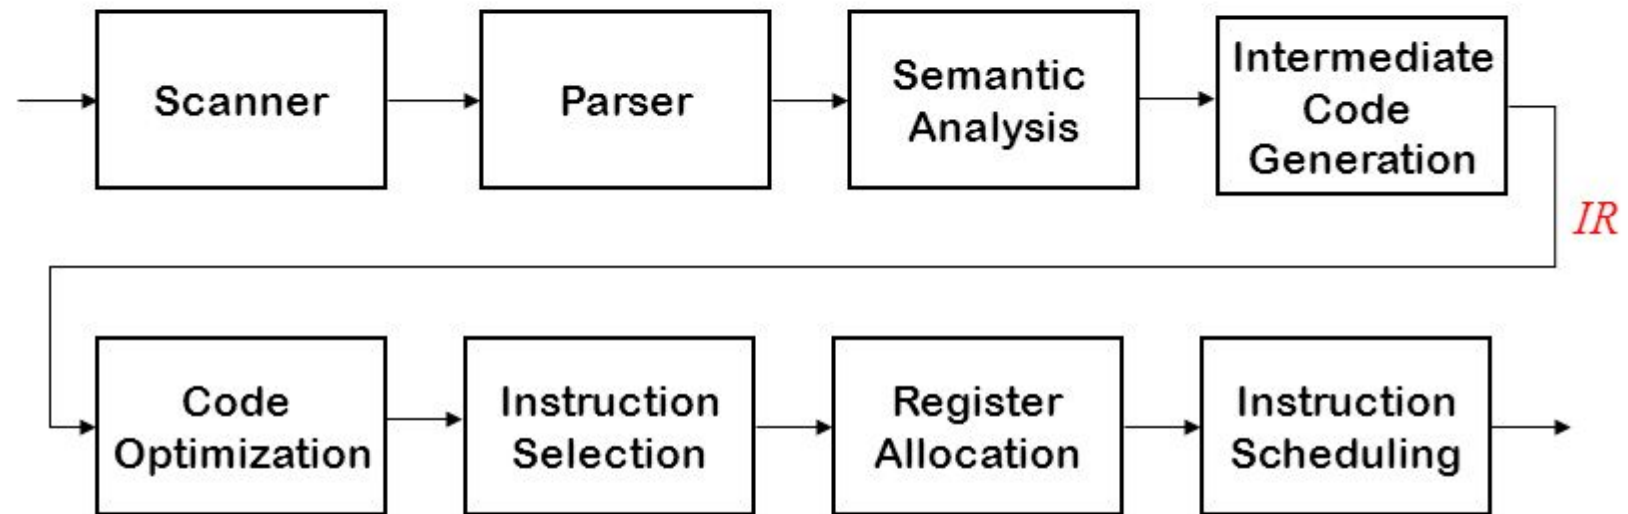 Scanner
Parser
Semantic
Analysis
Intermediate
Code
Generation
IR
Code
Optimization
Instruction
Selection
Register
Allocation
Instruction
Scheduling